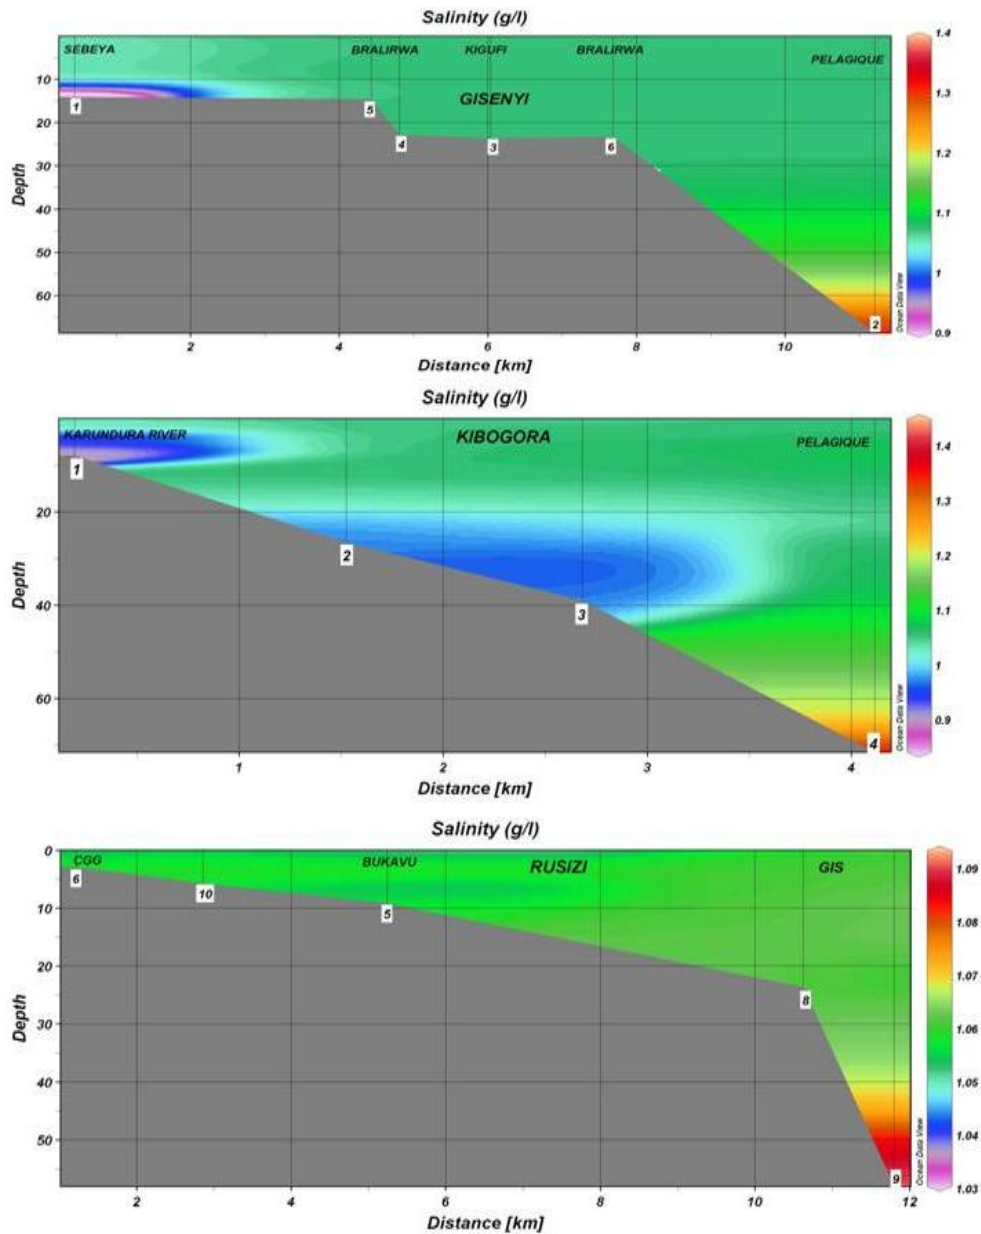 Salinity (g/l)
SEBEYA BRALIRWA KIGUFI BRALIRWA PELAGIQUE
GISENYI
10
20
30
40
50
60
Depth
1 5 4 3 6 2
2 4 6 8 10
Distance [km]
1.4
1.3
1.2
1.1
1
0.9
Ocean Data View
Salinity (g/l)
KARUNDURA RIVER KIBOGORA PELAGIQUE
20
40
60
Depth
1 2 3 4
1 2 3 4
Distance [km]
1.4
1.3
1.2
1.1
1
0.9
Ocean Data View
Salinity (g/l)
CGG BUKAVU RUSIZI GIS
0
10
20
30
40
50
Depth
6 10 5 8 9
2 4 6 8 10 12
Distance [km]
1.09
1.08
1.07
1.06
1.05
1.04
1.03
Ocean Data View